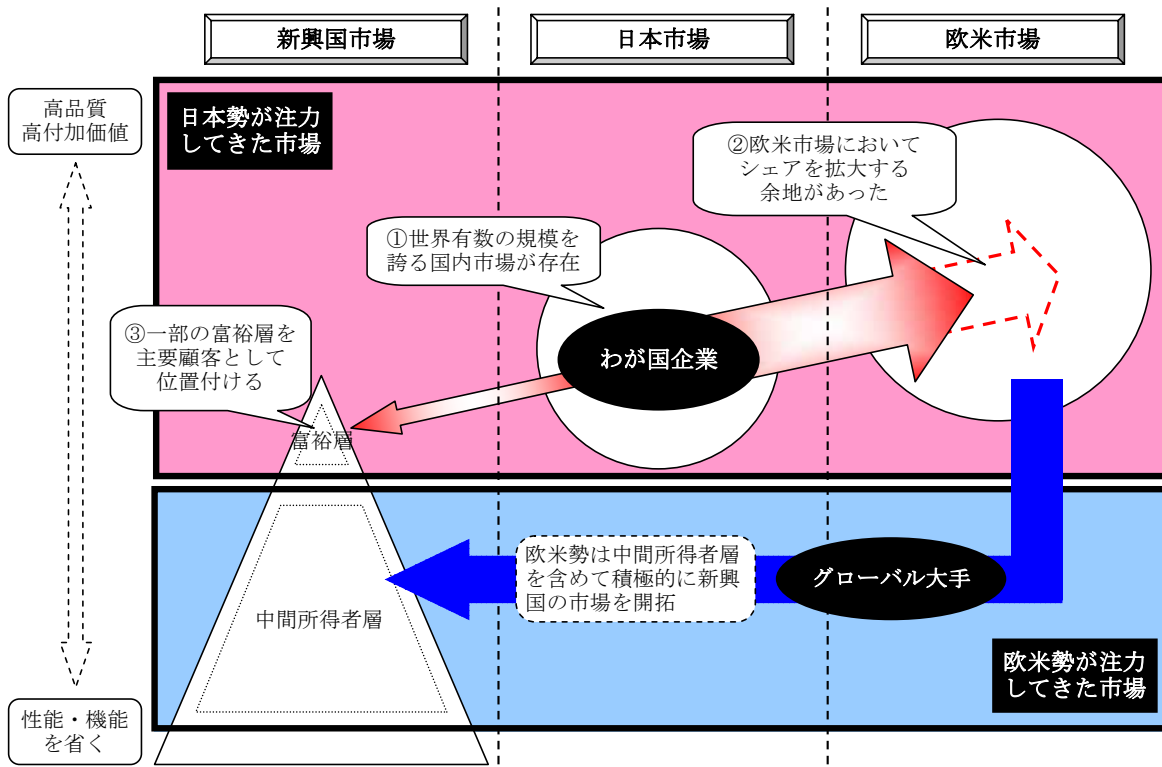 新興国市場
日本市場
欧米市場
高品質
高付加価値
日本勢が注力
してきた市場
②欧米市場において
シェアを拡大する
余地があった
①世界有数の規模を
誇る国内市場が存在
③一部の富裕層を
主要顧客として
位置付ける
わが国企業
富裕層
欧米勢は中間所得者層
を含めて積極的に新興
国の市場を開拓
グローバル大手
中間所得者層
欧米勢が注力
してきた市場
性能・機能
を省く